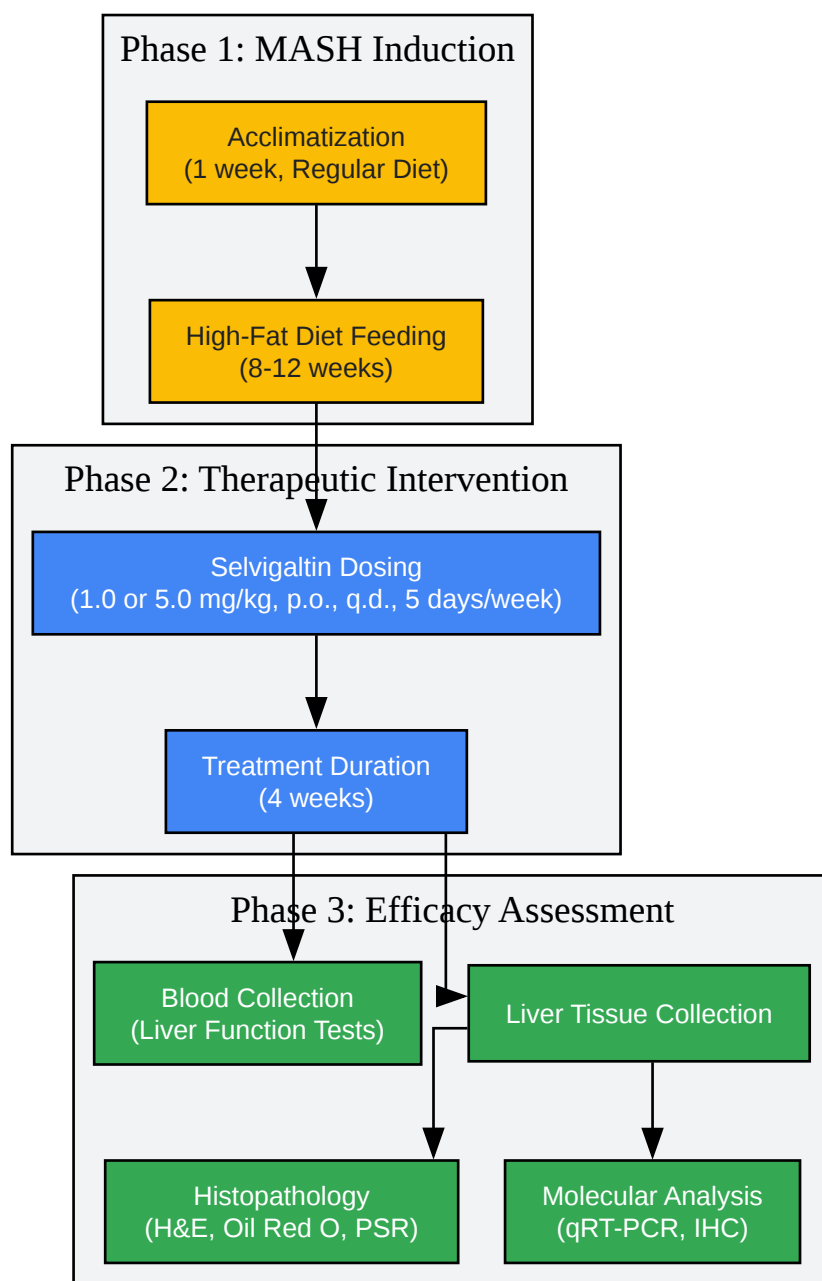 Phase 1: MASH Induction
Acclimatization
(1 week, Regular Diet)
High-Fat Diet Feeding
(8-12 weeks)
Phase 2: Therapeutic Intervention
Selvigaltin Dosing
(1.0 or 5.0 mg/kg, p.o., q.d., 5 days/week)
Treatment Duration
(4 weeks)
Phase 3: Efficacy Assessment
Blood Collection
(Liver Function Tests)
Liver Tissue Collection
Histopathology
(H&E, Oil Red O, PSR)
Molecular Analysis
(qRT-PCR, IHC)